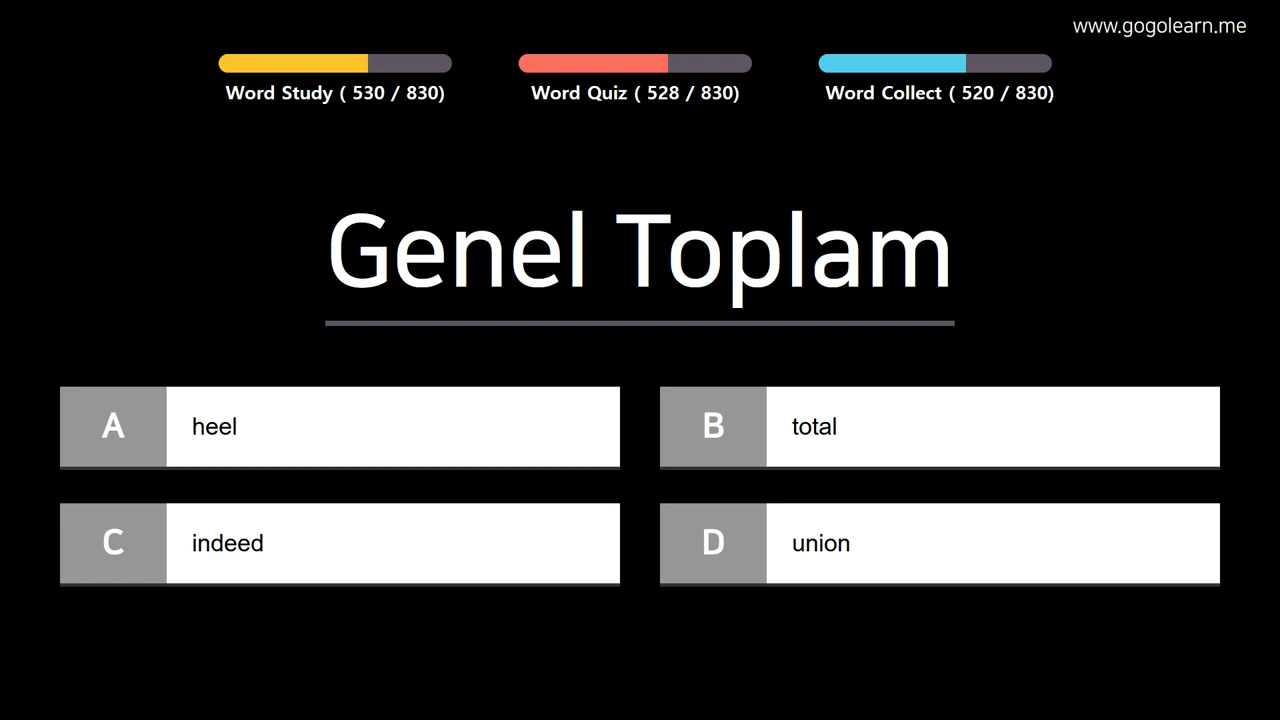 www.gogolearn.me
Word Study ( 530 / 830)
Word Quiz ( 528 / 830)
Word Collect ( 520 / 830)
Genel Toplam
A heel
B total
C indeed
D union